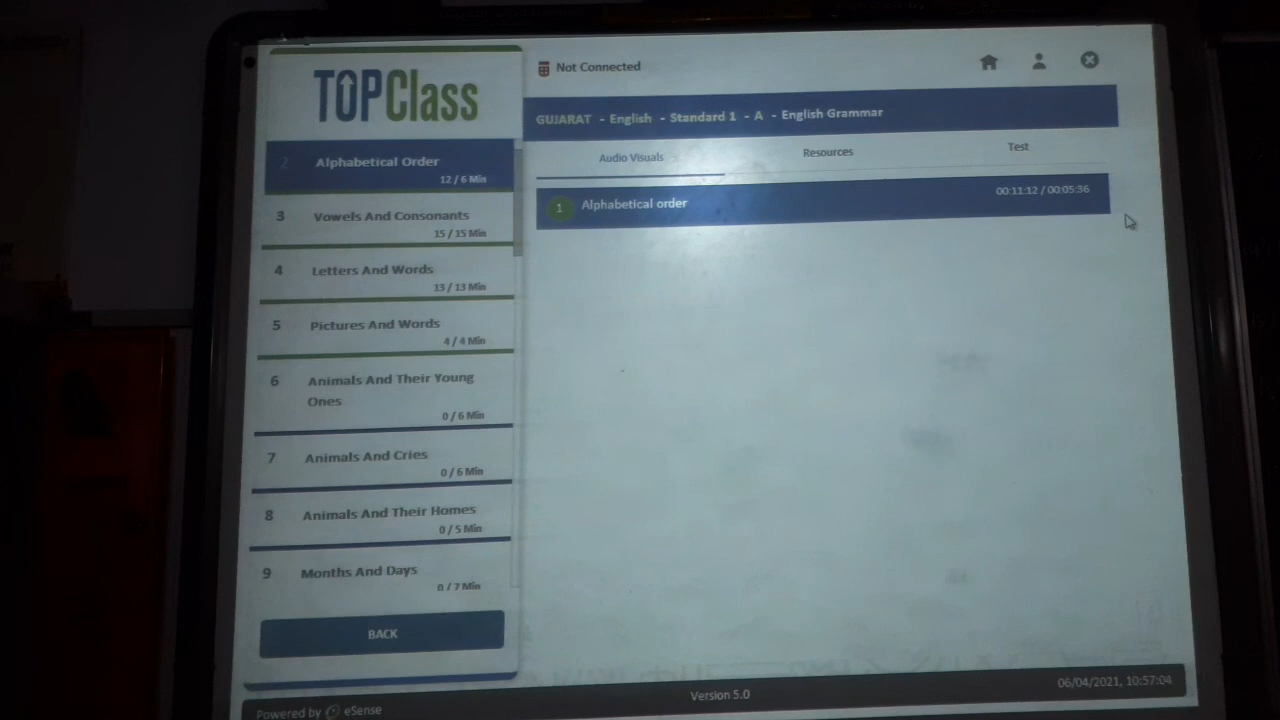 TOPClass
2 Alphabetical Order
12 / 6 Min
3 Vowels And Consonants
15 / 15 Min
4 Letters And Words
13 / 13 Min
5 Pictures And Words
4 / 4 Min
6 Animals And Their Young
Ones
0 / 6 Min
7 Animals And Cries
0 / 6 Min
8 Animals And Their Homes
0 / 5 Min
9 Months And Days
0 / 7 Min
BACK
Not Connected
GUJARAT - English - Standard 1 - A - English Grammar
Audio Visuals Resources Test
1 Alphabetical order 00:11:12 / 00:05:36
Powered by eSense Version 5.0 06/04/2021, 10:57:04